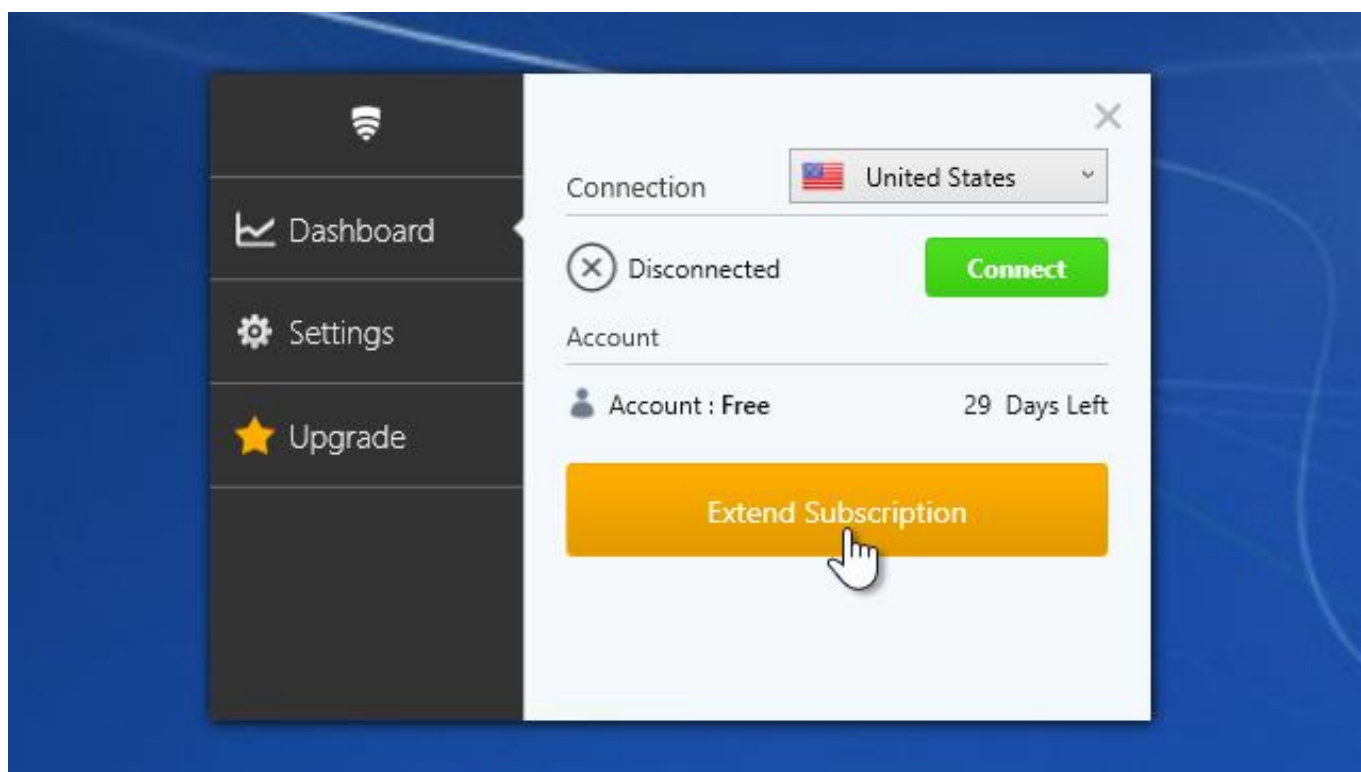 Connection
United States
Dashboard
Disconnected
Connect
Settings
Account
Account : Free
29 Days Left
Upgrade
Extend Subscription